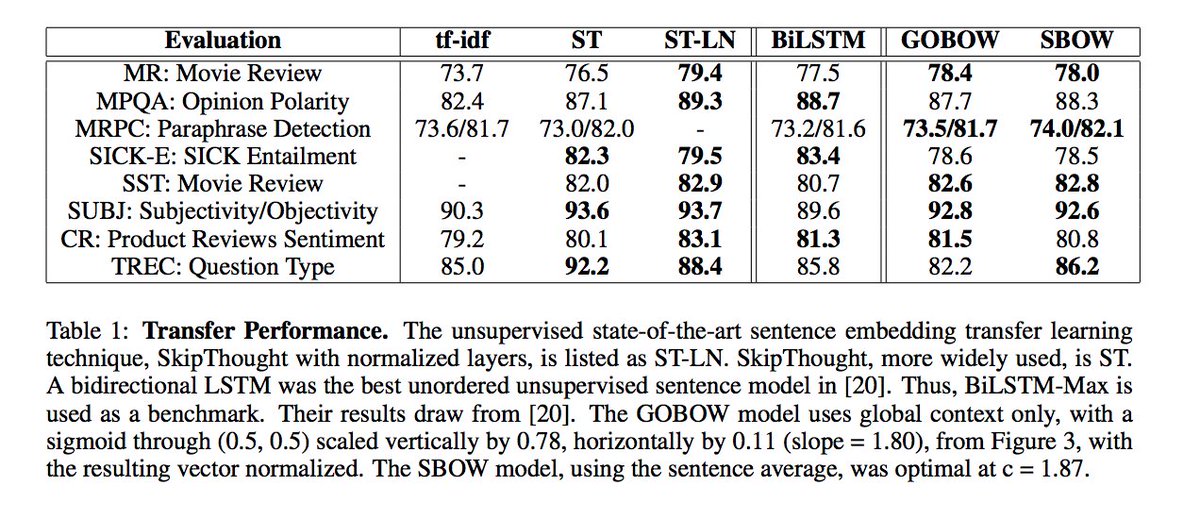 Evaluation tf-idf ST ST-LN BiLSTM GOBOW SBOW
MR: Movie Review 73.7 76.5 79.4 77.5 78.4 78.0
MPQA: Opinion Polarity 82.4 87.1 89.3 88.7 87.7 88.3
MRPC: Paraphrase Detection 73.6/81.7 73.0/82.0 - 73.2/81.6 73.5/81.7 74.0/82.1
SICK-E: SICK Entailment - 82.3 79.5 83.4 78.6 78.5
SST: Movie Review - 82.0 82.9 80.7 82.6 82.8
SUBJ: Subjectivity/Objectivity 90.3 93.6 93.7 89.6 92.8 92.6
CR: Product Reviews Sentiment 79.2 80.1 83.1 81.3 81.5 80.8
TREC: Question Type 85.0 92.2 88.4 85.8 82.2 86.2
Table 1: Transfer Performance. The unsupervised state-of-the-art sentence embedding transfer learning
technique, SkipThought with normalized layers, is listed as ST-LN. SkipThought, more widely used, is ST.
A bidirectional LSTM was the best unordered unsupervised sentence model in [20]. Thus, BiLSTM-Max is
used as a benchmark. Their results draw from [20]. The GOBOW model uses global context only, with a
sigmoid through (0.5, 0.5) scaled vertically by 0.78, horizontally by 0.11 (slope = 1.80), from Figure 3, with
the resulting vector normalized. The SBOW model, using the sentence average, was optimal at c = 1.87.